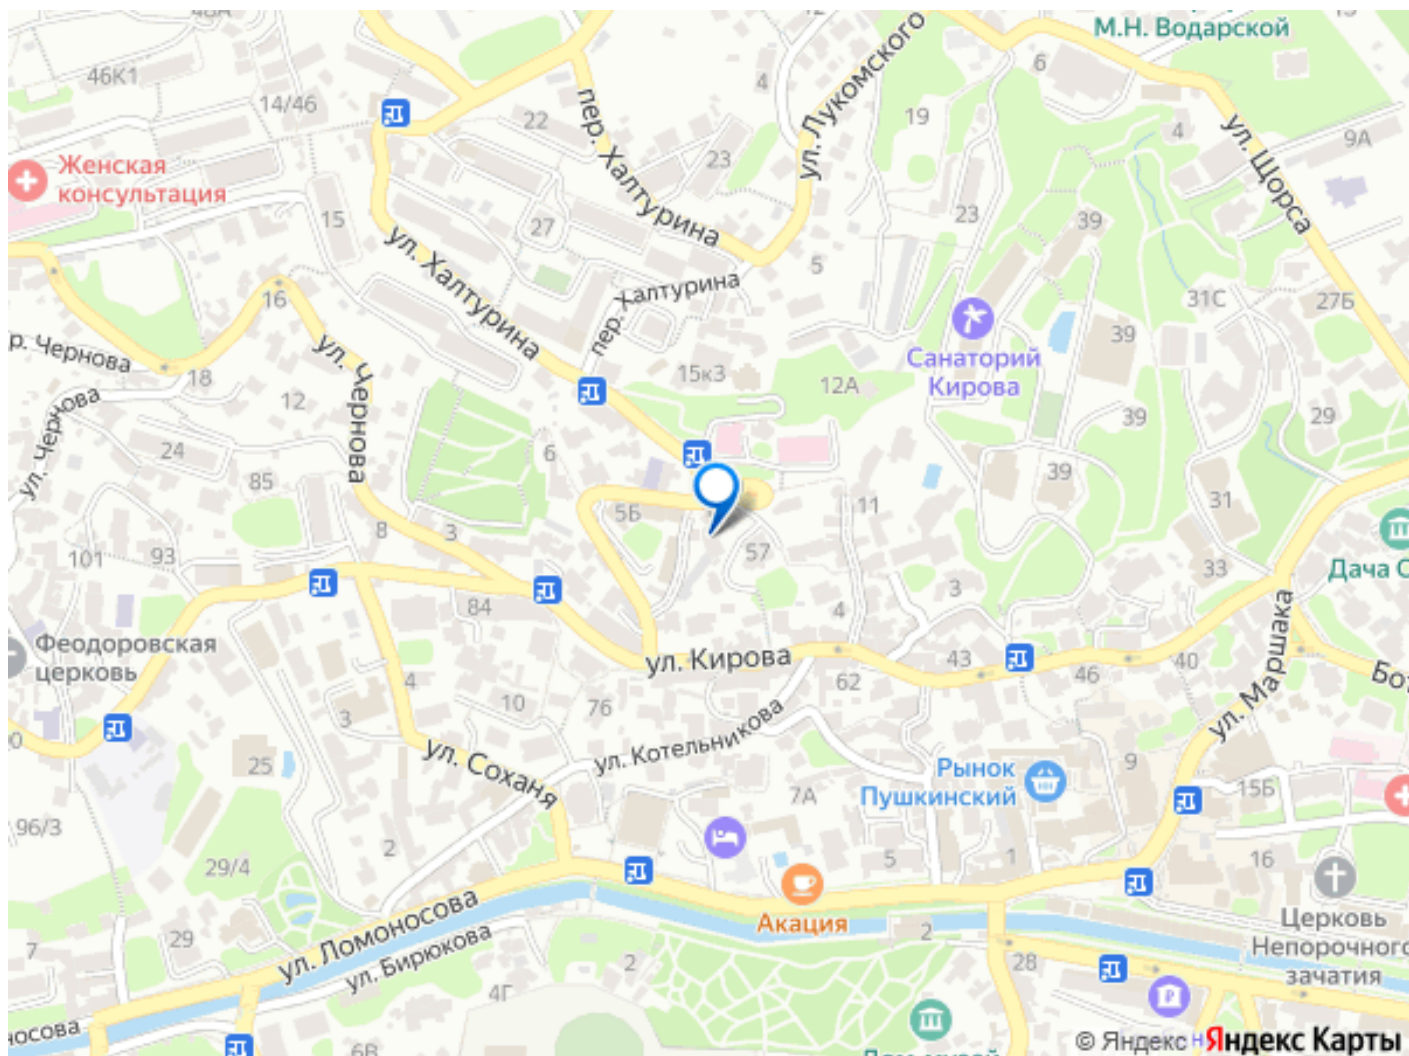 М.Н. Водарской
46К1
14/46
22
4
19
6
4
9А
ул. Лукомского
ул. Щорса
пер. Халтурина
23
23
Женская
консультация
15
27
39
ул. Халтурина
5
пер. Халтурина
31С
27Б
16
39
Санаторий
Кирова
р. Чернова
ул. Чернова
18
15к3
12А
12
29
39
ул. Чернова
24
6
39
85
11
31
5Б
8
3
57
101
93
33
Дача С
3
84
4
Феодоровская
церковь
ул. Кирова
43
40
46
62
Бот
4
10
76
3
ул. Маршака
ул. Котельникова
ул. Соханя
25
9
Рынок
Пушкинский
7А
15Б
96/3
2
29/4
5
1
16
Акация
ул. Ломоносова
29
7
Церковь
Непорочного
зачатия
2
ул. Бирюкова
2
28
4Г
носова
6В
© Яндекс
Яндекс Карты